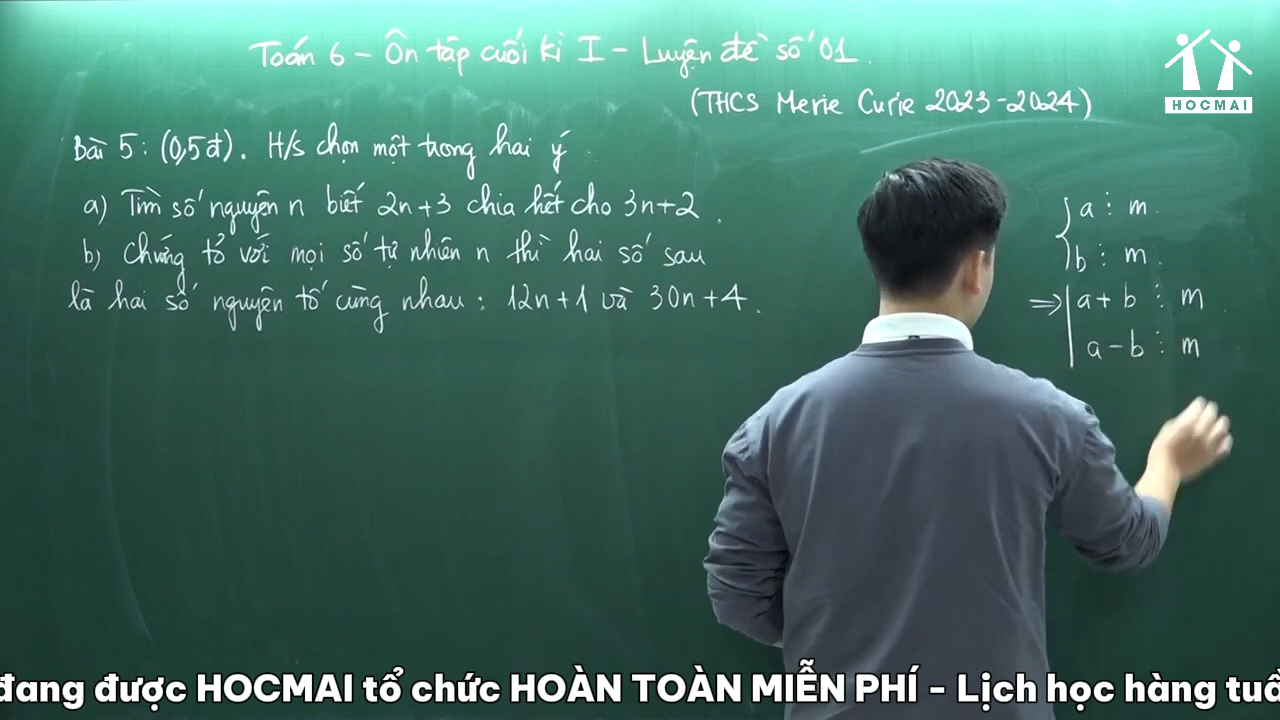 Toán 6 - Ôn tập cuối kì I - Luyện đề số 01.
(THCS Merie Curie 2023-2024)
HOCMAI
Bài 5: (0,5đ). H/s chọn một trong hai ý
a) Tìm số nguyên n biết 2n+3 chia hết cho 3n+2.
b) Chứng tỏ với mọi số tự nhiên n thì hai số sau
là hai số nguyên tố cùng nhau: 12n+1 và 30n+4.
a ⋮ m.
b ⋮ m.
=> a + b ⋮ m
a - b ⋮ m
đang được HOCMAI tổ chức HOÀN TOÀN MIỄN PHÍ - Lịch học hàng tuầ